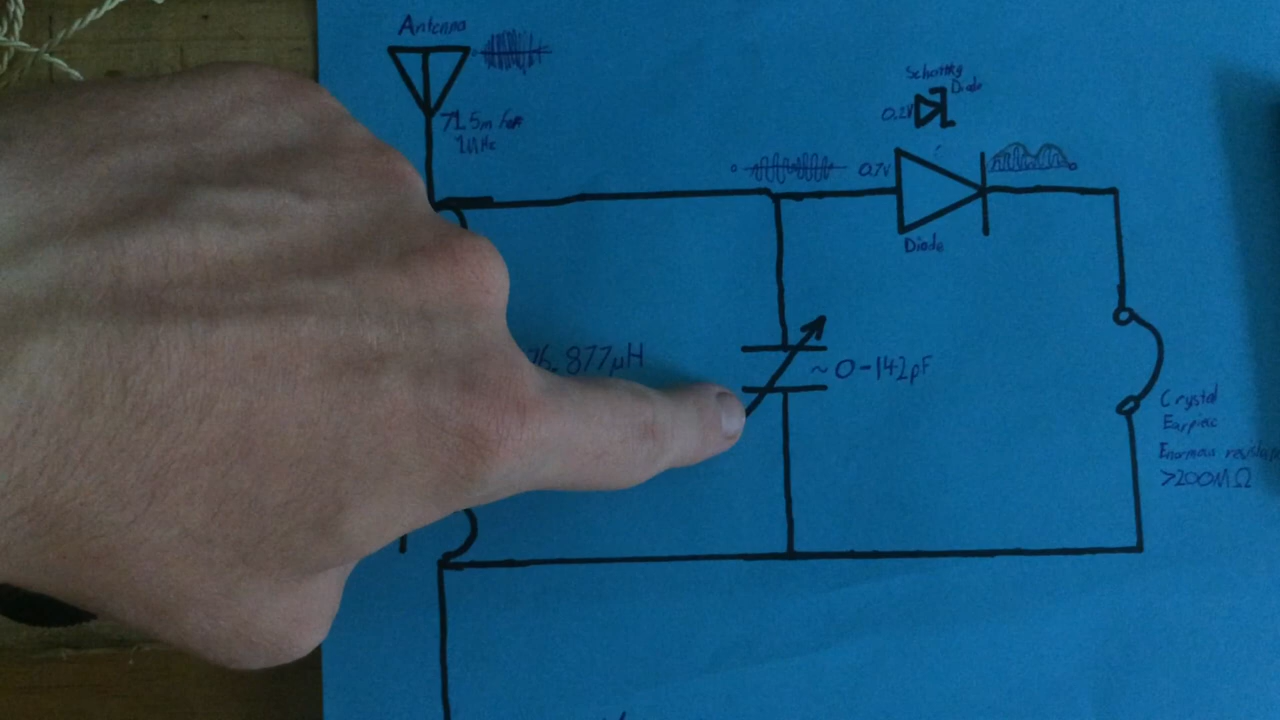 Antenna
71.5m for
1MHz
Schottky
Diode
0.2V
0.7V
Diode
6.877μH
~0-142pF
Crystal
Earpiece
Enormous
>200MΩ